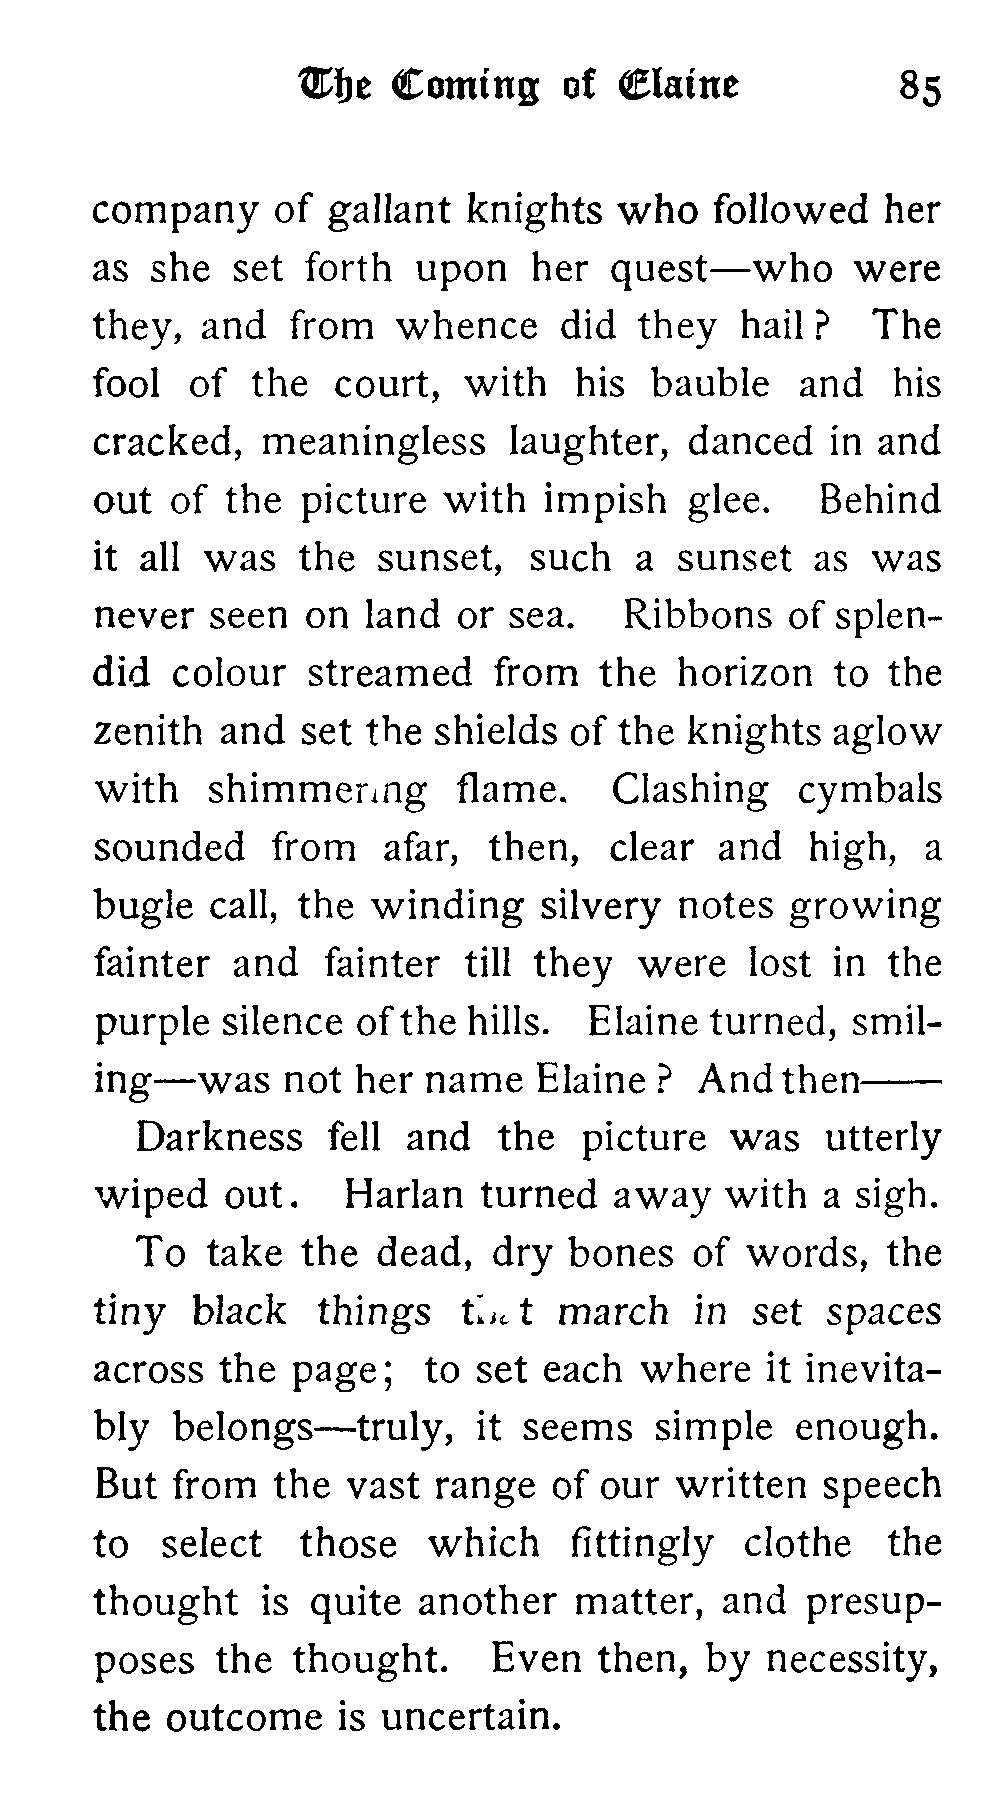 The Coming of Elaine 85
company of gallant knights who followed her
as she set forth upon her quest—who were
they, and from whence did they hail? The
fool of the court, with his bauble and his
cracked, meaningless laughter, danced in and
out of the picture with impish glee. Behind
it all was the sunset, such a sunset as was
never seen on land or sea. Ribbons of splen-
did colour streamed from the horizon to the
zenith and set the shields of the knights aglow
with shimmering flame. Clashing cymbals
sounded from afar, then, clear and high, a
bugle call, the winding silvery notes growing
fainter and fainter till they were lost in the
purple silence of the hills. Elaine turned, smil-
ing—was not her name Elaine? And then——
Darkness fell and the picture was utterly
wiped out. Harlan turned away with a sigh.
To take the dead, dry bones of words, the
tiny black things that march in set spaces
across the page; to set each where it inevita-
bly belongs—truly, it seems simple enough.
But from the vast range of our written speech
to select those which fittingly clothe the
thought is quite another matter, and presup-
poses the thought. Even then, by necessity,
the outcome is uncertain.